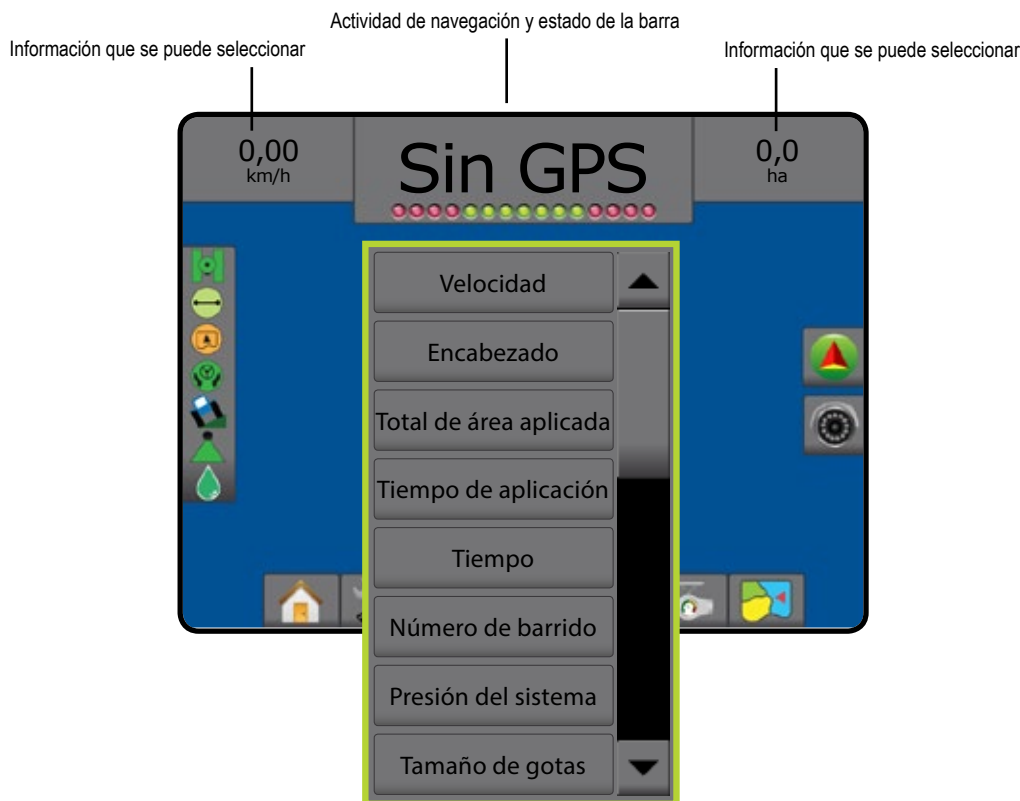 Actividad de navegación y estado de la barra
Información que se puede seleccionar
Información que se puede seleccionar
0,00
km/h
Sin GPS
0,0
ha
Velocidad
Encabezado
Total de área aplicada
Tiempo de aplicación
Tiempo
Número de barrido
Presión del sistema
Tamaño de gotas